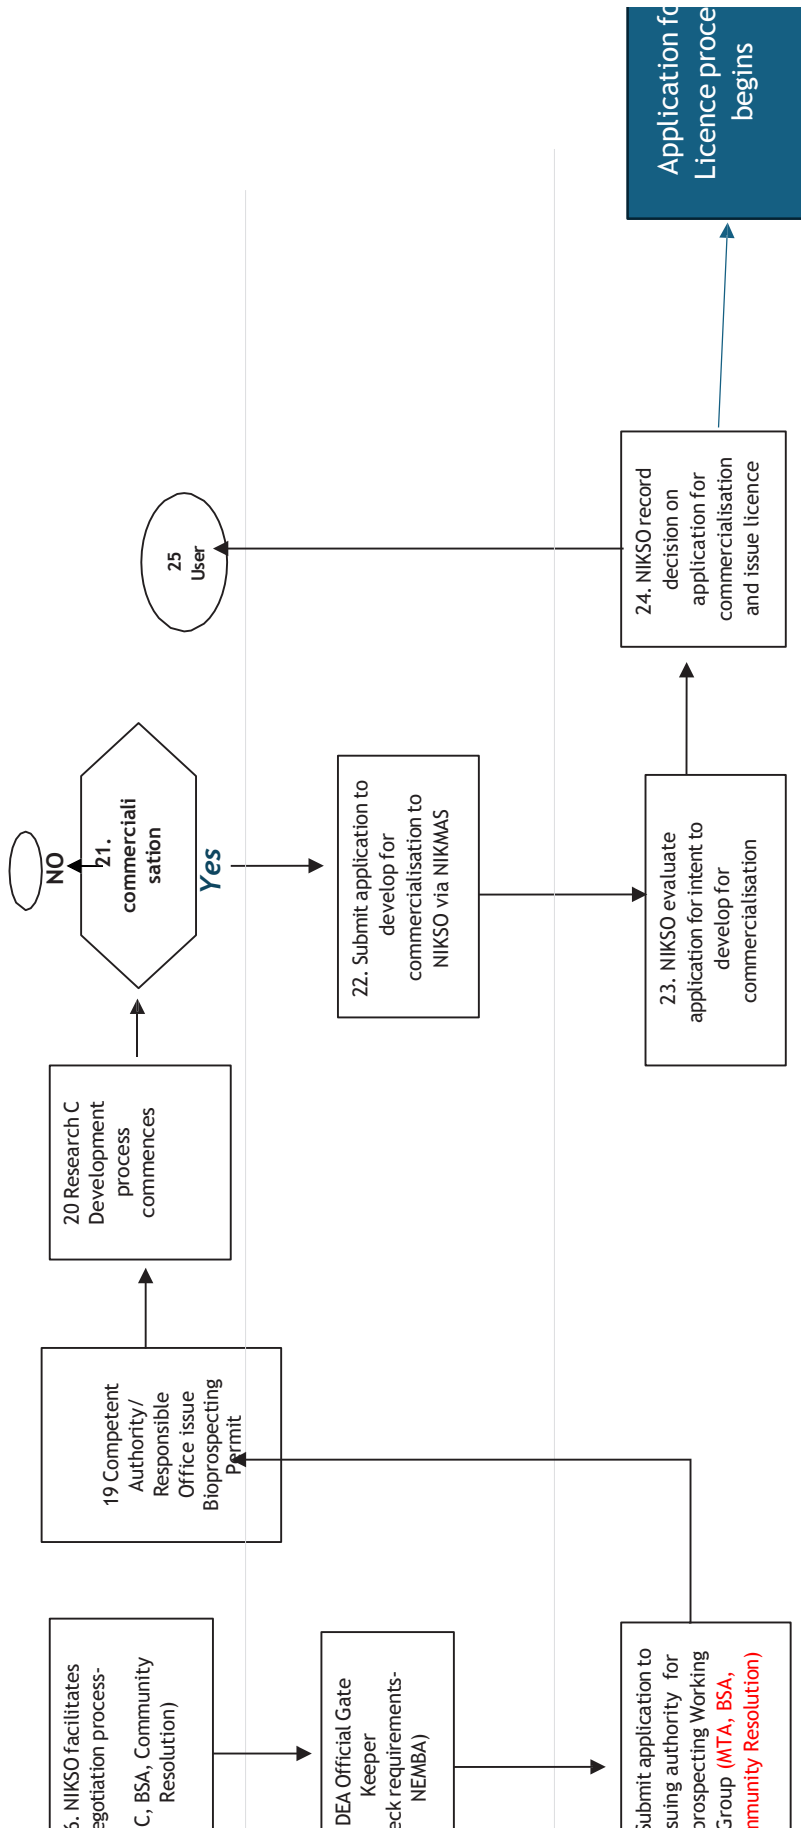 6. NIKSO facilitates
egotiation process-
C, BSA, Community
Resolution)
DEA Official Gate
Keeper
eck requirements-
NEMBA)
Submit application to
suing authority for
prospecting Working
Group (MTA, BSA,
mmunity Resolution)
19 Competent
Authority/
Responsible
Office issue
Bioprospecting
Permit
20 Research C
Development
process
commences
21.
commerciali
sation
NO
Yes
22. Submit application to
develop for
commercialisation to
NIKSO via NIKMAS
23. NIKSO evaluate
application for intent to
develop for
commercialisation
24. NIKSO record
decision on
application for
commercialisation
and issue licence
25
User
Application fo
Licence proce
begins